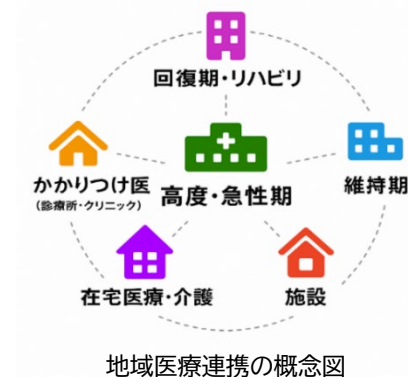 回復期・リハビリ
かかりつけ医
(診療所・クリニック)
高度・急性期
維持期
在宅医療・介護
施設
地域医療連携の概念図